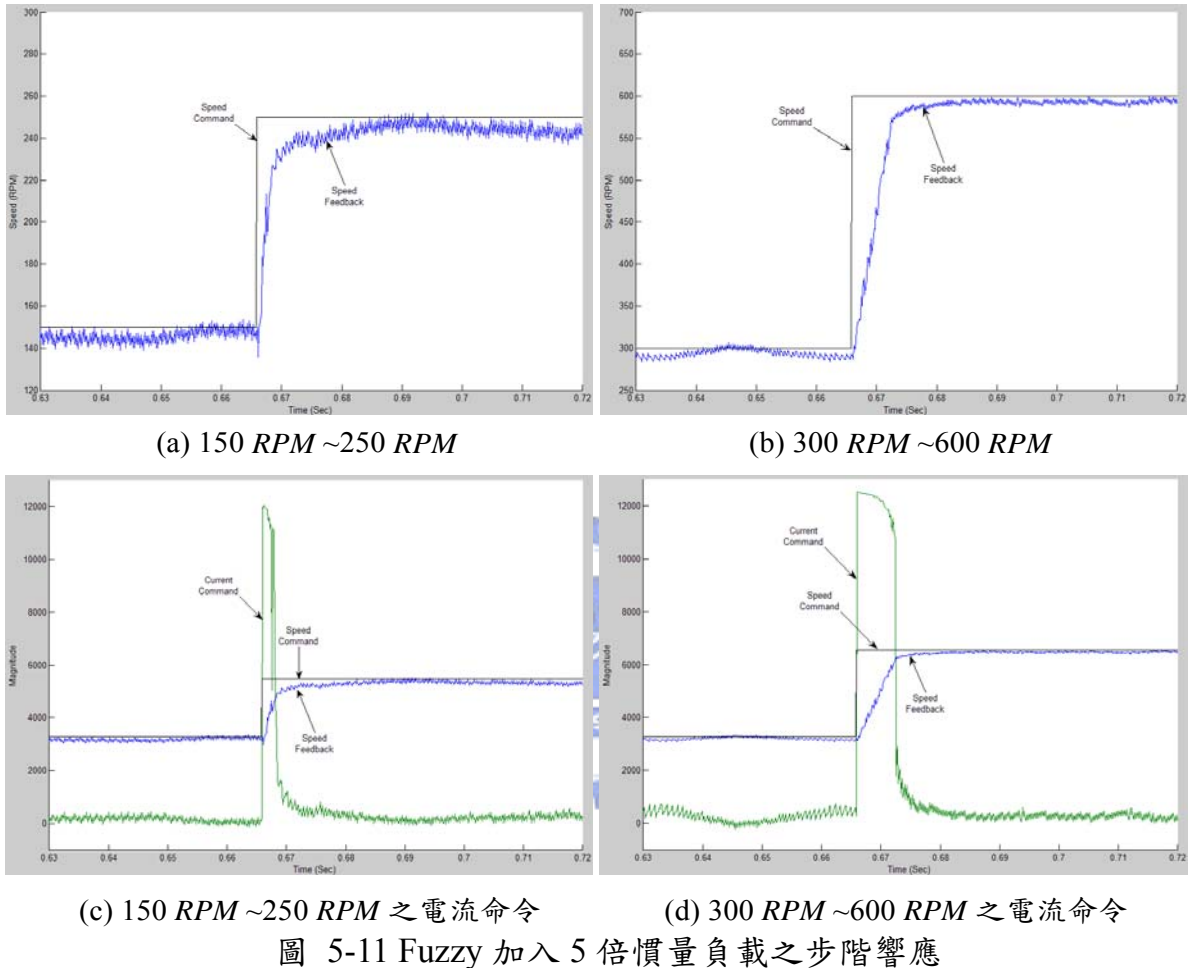 300
280
260
240
220
200
180
160
140
120
Speed (RPM)
Speed
Command
Speed
Feedback
0.63 0.64 0.65 0.66 0.67 0.68 0.69 0.7 0.71 0.72
Time (Sec)
(a) 150 RPM ~250 RPM
700
650
600
550
500
450
400
350
300
250
Speed (RPM)
Speed
Command
Speed
Feedback
0.63 0.64 0.65 0.66 0.67 0.68 0.69 0.7 0.71 0.72
Time (Sec)
(b) 300 RPM ~600 RPM
12000
10000
8000
6000
4000
2000
0
Magnitude
Current
Command
Speed
Command
Speed
Feedback
0.63 0.64 0.65 0.66 0.67 0.68 0.69 0.7 0.71 0.72
Time (Sec)
(c) 150 RPM ~250 RPM 之電流命令
12000
10000
8000
6000
4000
2000
0
Magnitude
Current
Command
Speed
Command
Speed
Feedback
0.63 0.64 0.65 0.66 0.67 0.68 0.69 0.7 0.71 0.72
Time (Sec)
(d) 300 RPM ~600 RPM 之電流命令
圖 5-11 Fuzzy 加入 5 倍慣量負載之步階響應